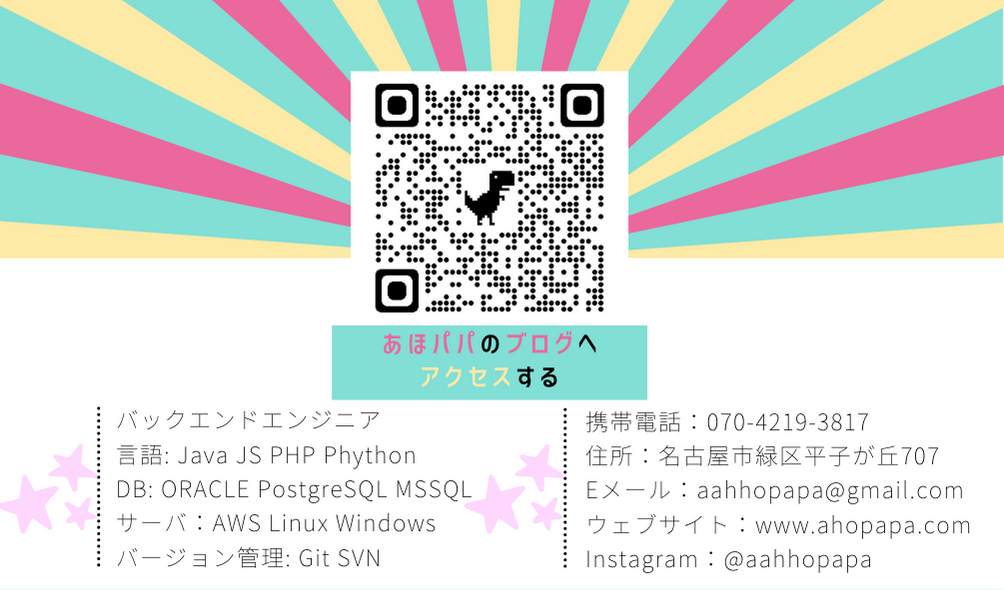 あほパパのブログへ
アクセスする
バックエンドエンジニア
言語: Java JS PHP Phython
DB: ORACLE PostgreSQL MSSQL
サーバ：AWS Linux Windows
バージョン管理: Git SVN
携帯電話：070-4219-3817
住所：名古屋市緑区平子が丘707
Eメール：aahhopapa@gmail.com
ウェブサイト：www.ahopapa.com
Instagram：@aahhopapa